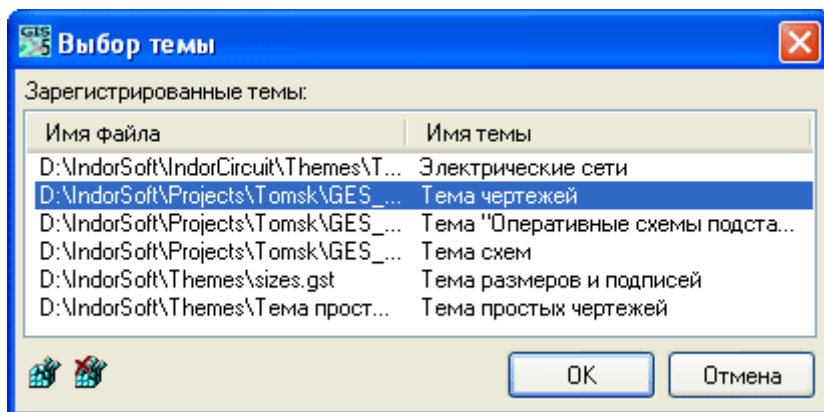 GIS 5 Выбор темы
Зарегистрированные темы:
Имя файла Имя темы
D:\IndorSoft\IndorCircuit\Themes\T... Электрические сети
D:\IndorSoft\Projects\Tomsk\GES_... Тема чертежей
D:\IndorSoft\Projects\Tomsk\GES_... Тема "Оперативные схемы подста...
D:\IndorSoft\Projects\Tomsk\GES_... Тема схем
D:\IndorSoft\Themes\sizes.gst Тема размеров и подписей
D:\IndorSoft\Themes\Тема прост... Тема простых чертежей
OK Отмена